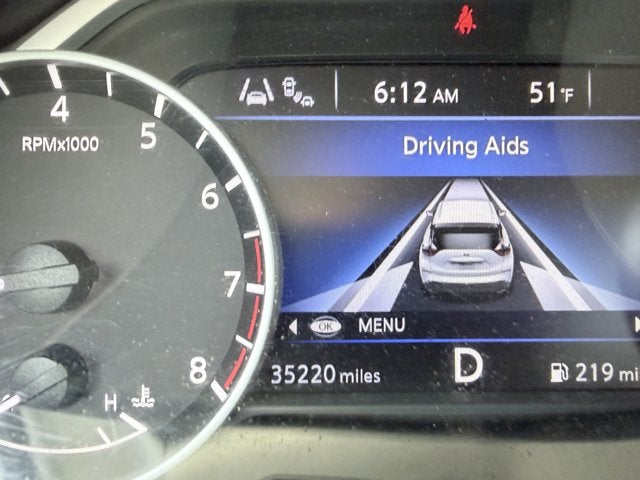 6:12 AM 51°F
4
5
RPMx1000
Driving Aids
6
7
OK MENU
8
35220 miles D 219 mi
H